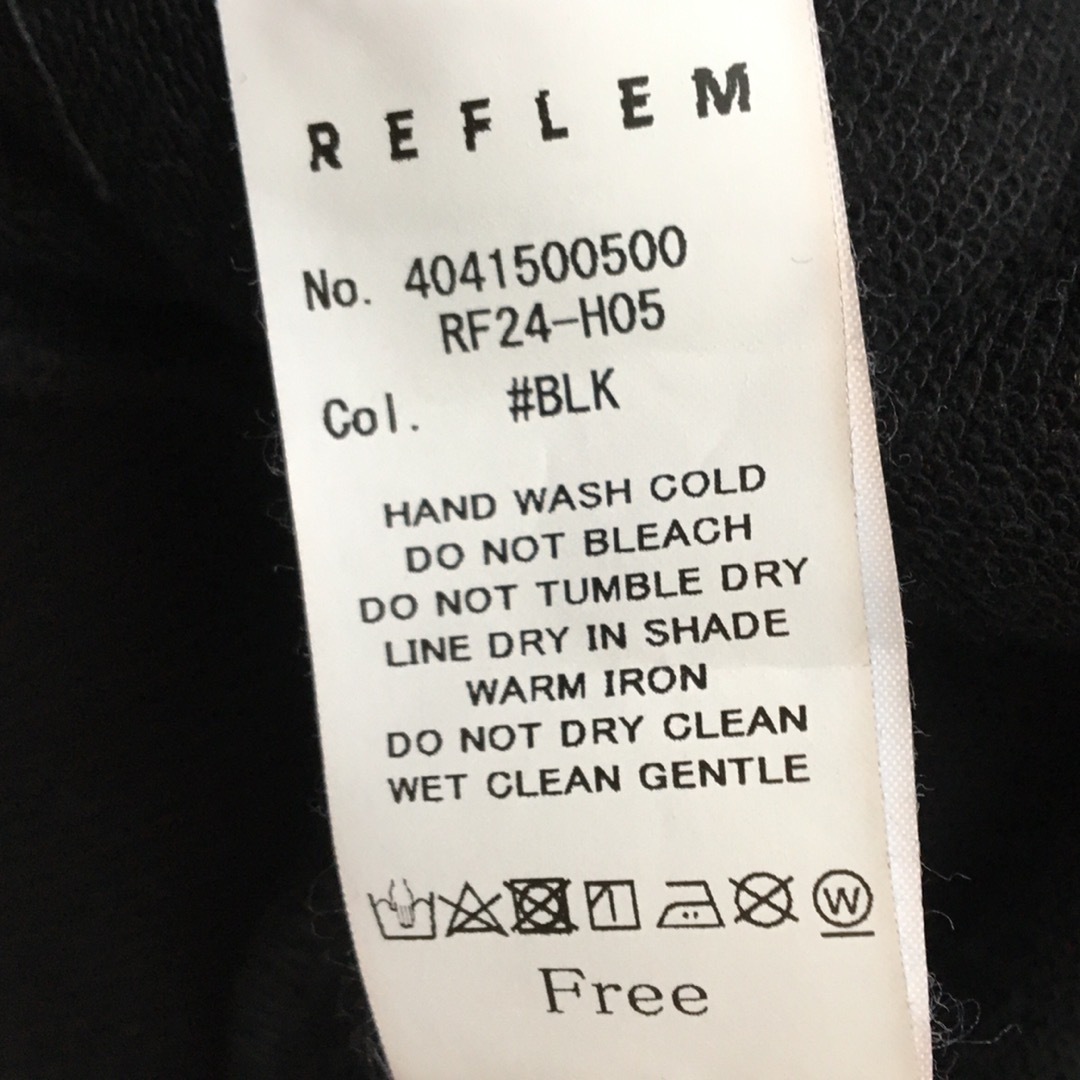 REFLEM
No. 4041500500
RF24-H05
Col. #BLK
HAND WASH COLD
DO NOT BLEACH
DO NOT TUMBLE DRY
LINE DRY IN SHADE
WARM IRON
DO NOT DRY CLEAN
WET CLEAN GENTLE
W
Free